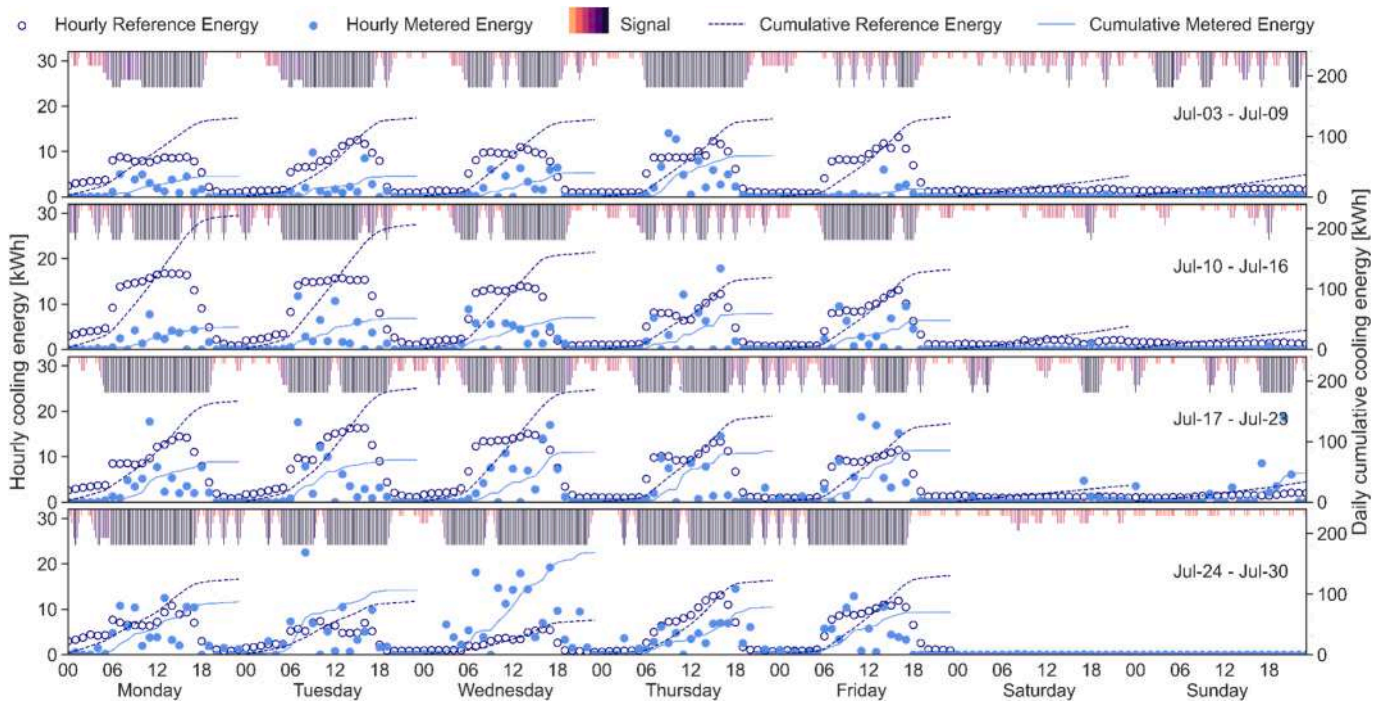 Hourly Reference Energy Hourly Metered Energy Signal Cumulative Reference Energy Cumulative Metered Energy
30 200
20
Jul-03 - Jul-09
10 100
0 0
30 200
20
Jul-10 - Jul-16
10 100
0 0
30 200
20
Jul-17 - Jul-23
10 100
0 0
30 200
20
Jul-24 - Jul-30
10 100
0 0
Hourly cooling energy [kWh]
Daily cumulative cooling energy [kWh]
00 06 12 18 00 06 12 18 00 06 12 18 00 06 12 18 00 06 12 18 00 06 12 18 00 06 12 18
Monday Tuesday Wednesday Thursday Friday Saturday Sunday